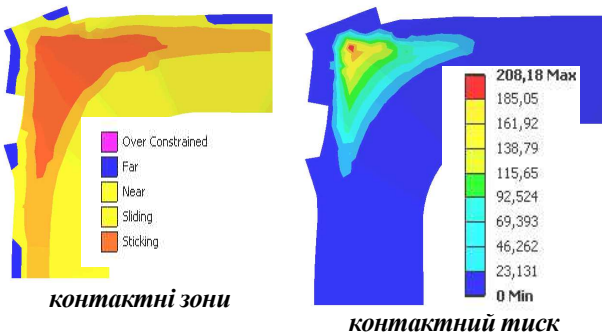 Over Constrained
Far
Near
Sliding
Sticking
контактні зони
208,18 Max
185,05
161,92
138,79
115,65
92,524
69,393
46,262
23,131
0 Min
контактний тиск